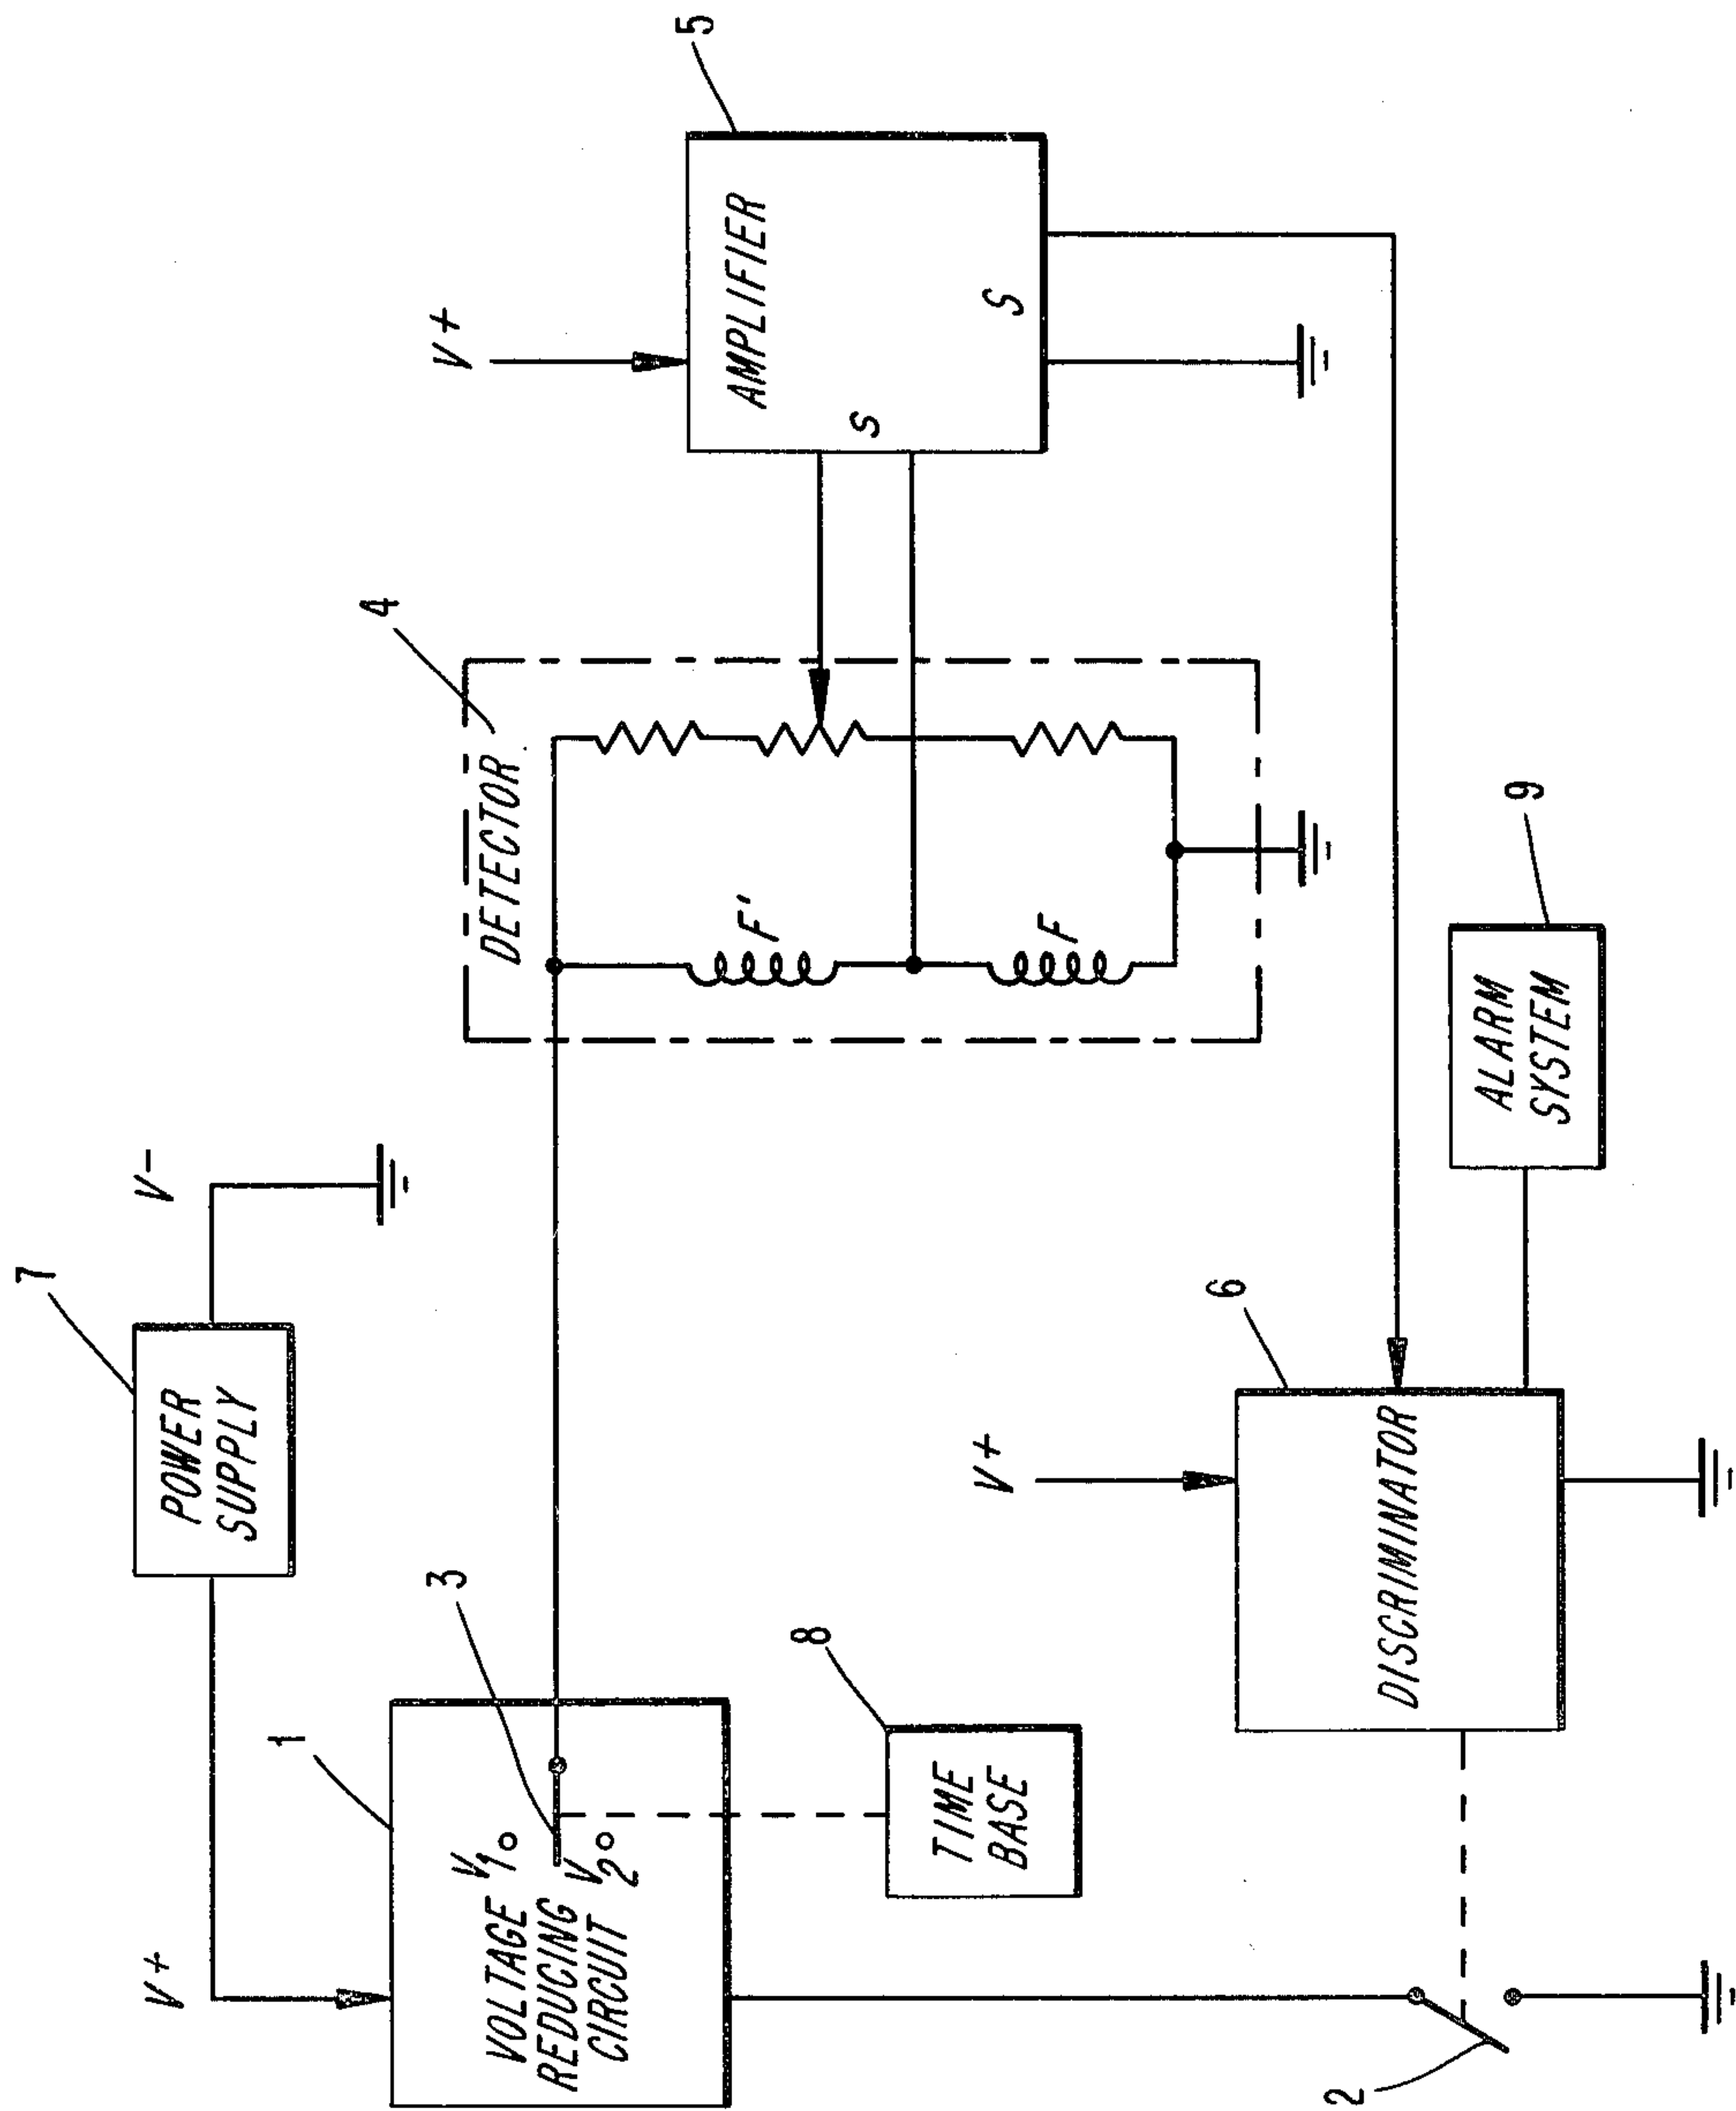 7
POWER
SUPPLY
V+
V-
1
V1
VOLTAGE
REDUCING
V2
CIRCUIT
3
8
TIME
BASE
4
DETECTOR
F'
F
V+
5
AMPLIFIER
s
S
V+
6
DISCRIMINATOR
9
ALARM
SYSTEM
2